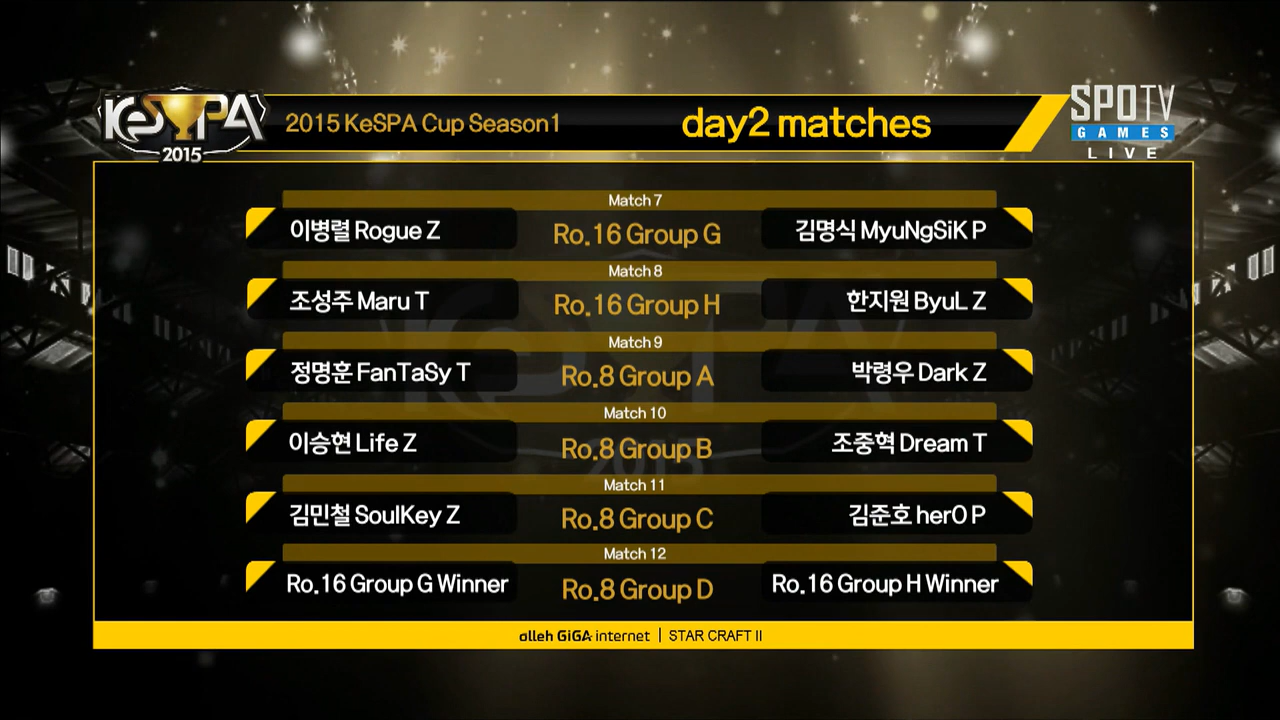 KeSPA
2015
2015 KeSPA Cup Season1
day2 matches
SPOTV
GAMES
LIVE
Match 7
이병렬 Rogue Z
Ro.16 Group G
김명식 MyuNgSiK P
Match 8
조성주 Maru T
Ro.16 Group H
한지원 ByuL Z
Match 9
정명훈 FanTaSy T
Ro.8 Group A
박령우 Dark Z
Match 10
이승현 Life Z
Ro.8 Group B
조중혁 Dream T
Match 11
김민철 SoulKey Z
Ro.8 Group C
김준호 herO P
Match 12
Ro.16 Group G Winner
Ro.8 Group D
Ro.16 Group H Winner
olleh GiGA internet | STAR CRAFT II